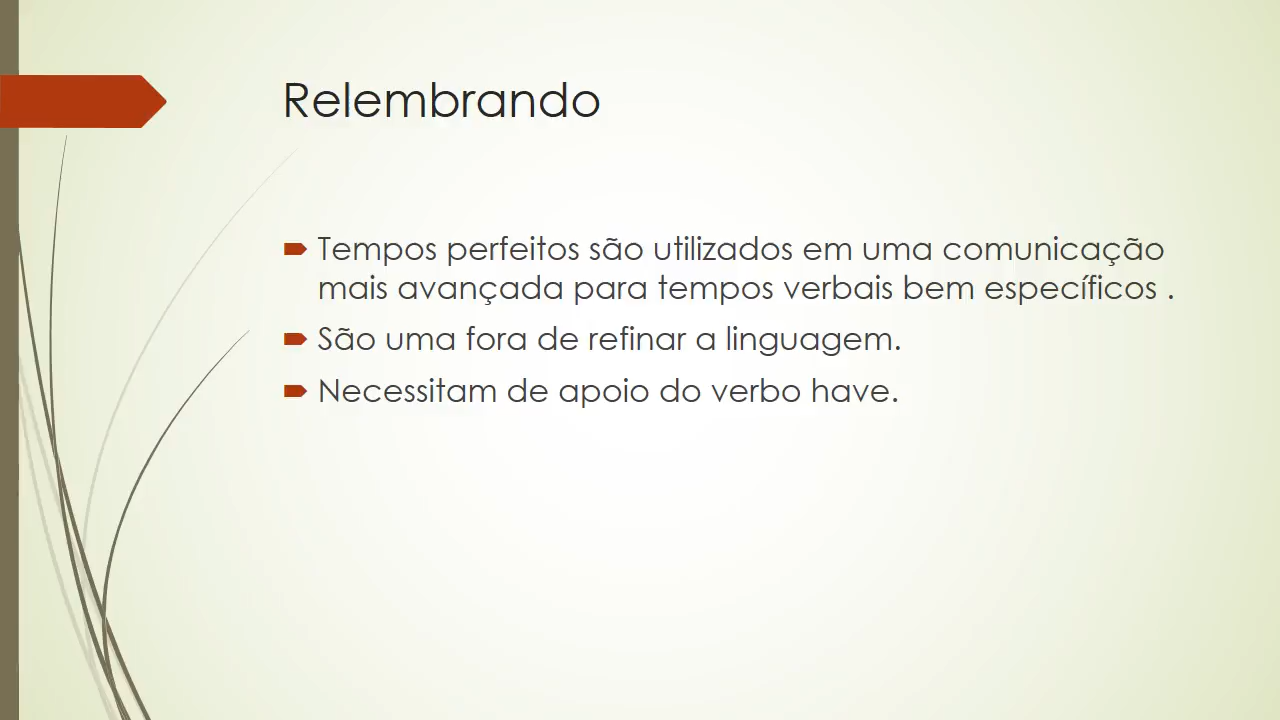 Relembrando
Tempos perfeitos são utilizados em uma comunicação
mais avançada para tempos verbais bem específicos .
São uma fora de refinar a linguagem.
Necessitam de apoio do verbo have.